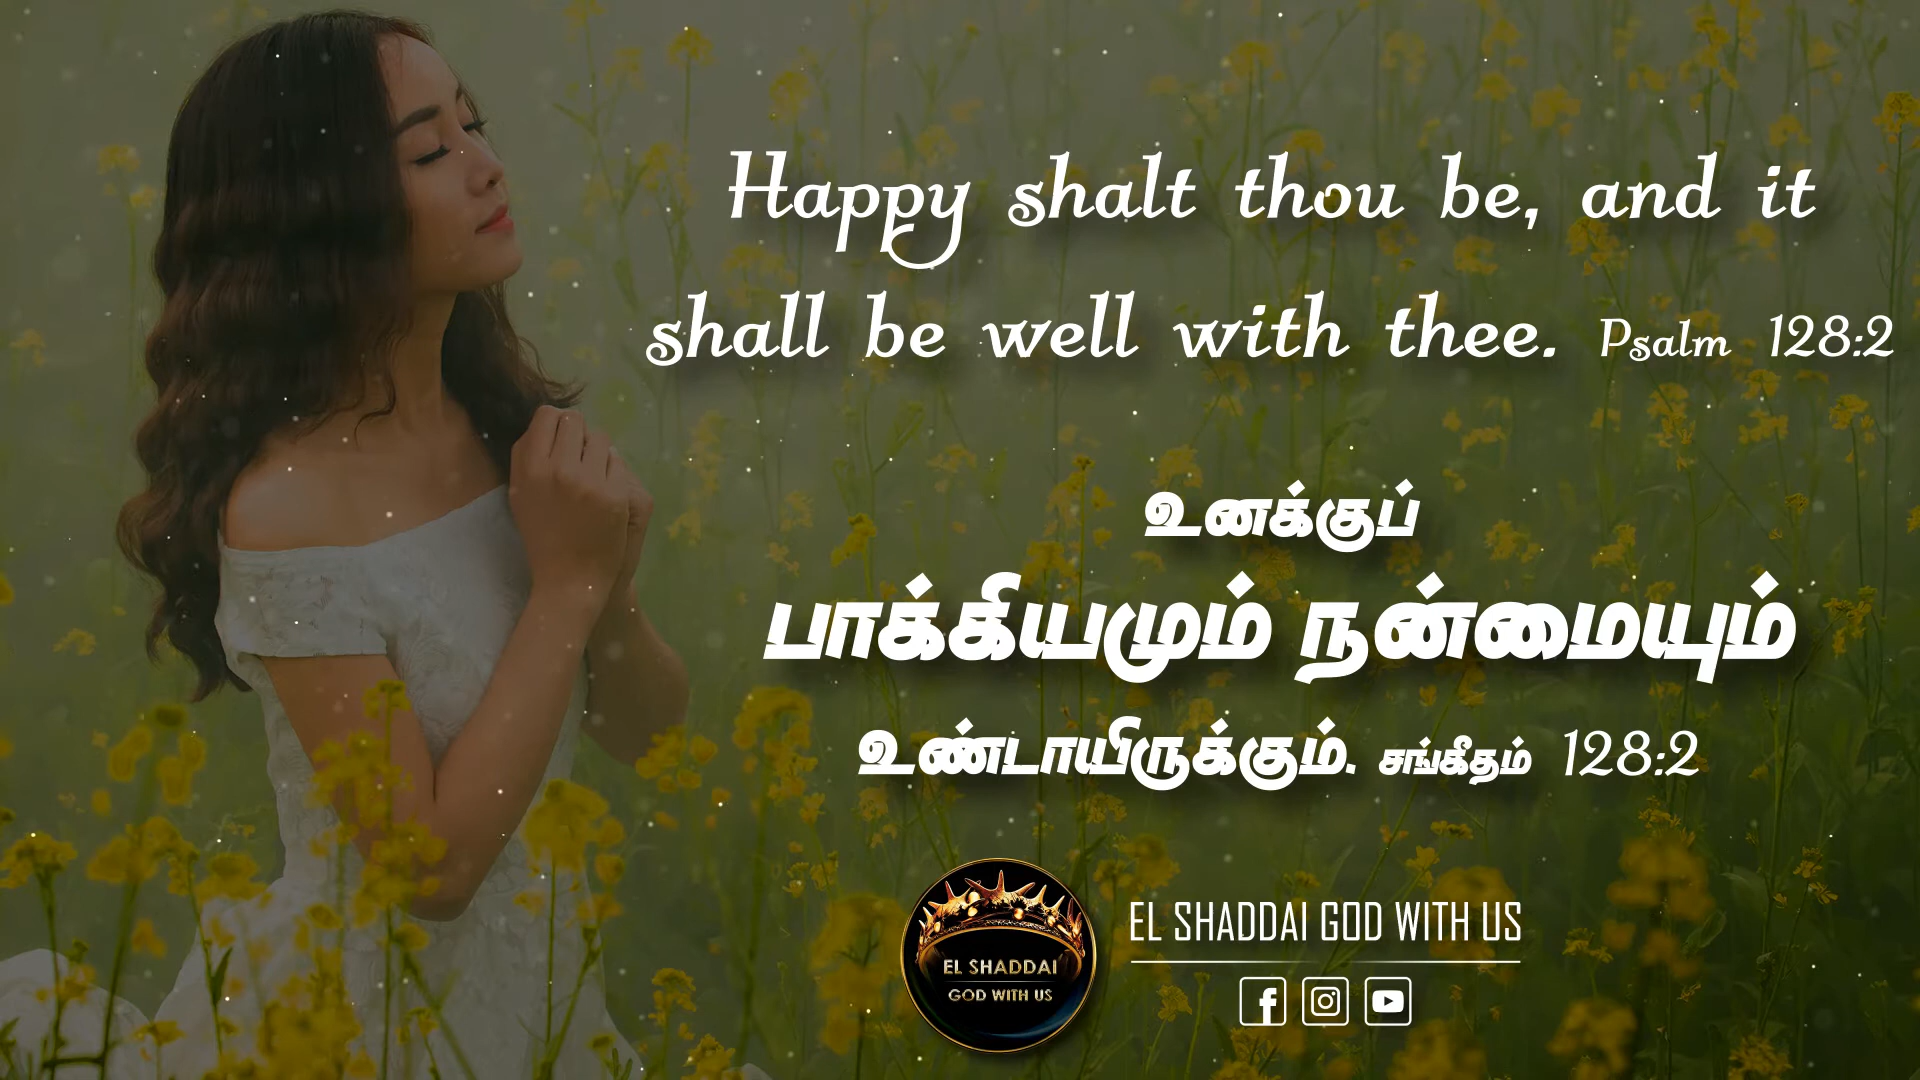 Happy shalt thou be, and it
shall be well with thee. Psalm 128:2
உனக்குப்
பாக்கியமும் நன்மையும்
உண்டாயிருக்கும். சங்கீதம் 128:2
EL SHADDAI
GOD WITH US
EL SHADDAI GOD WITH US